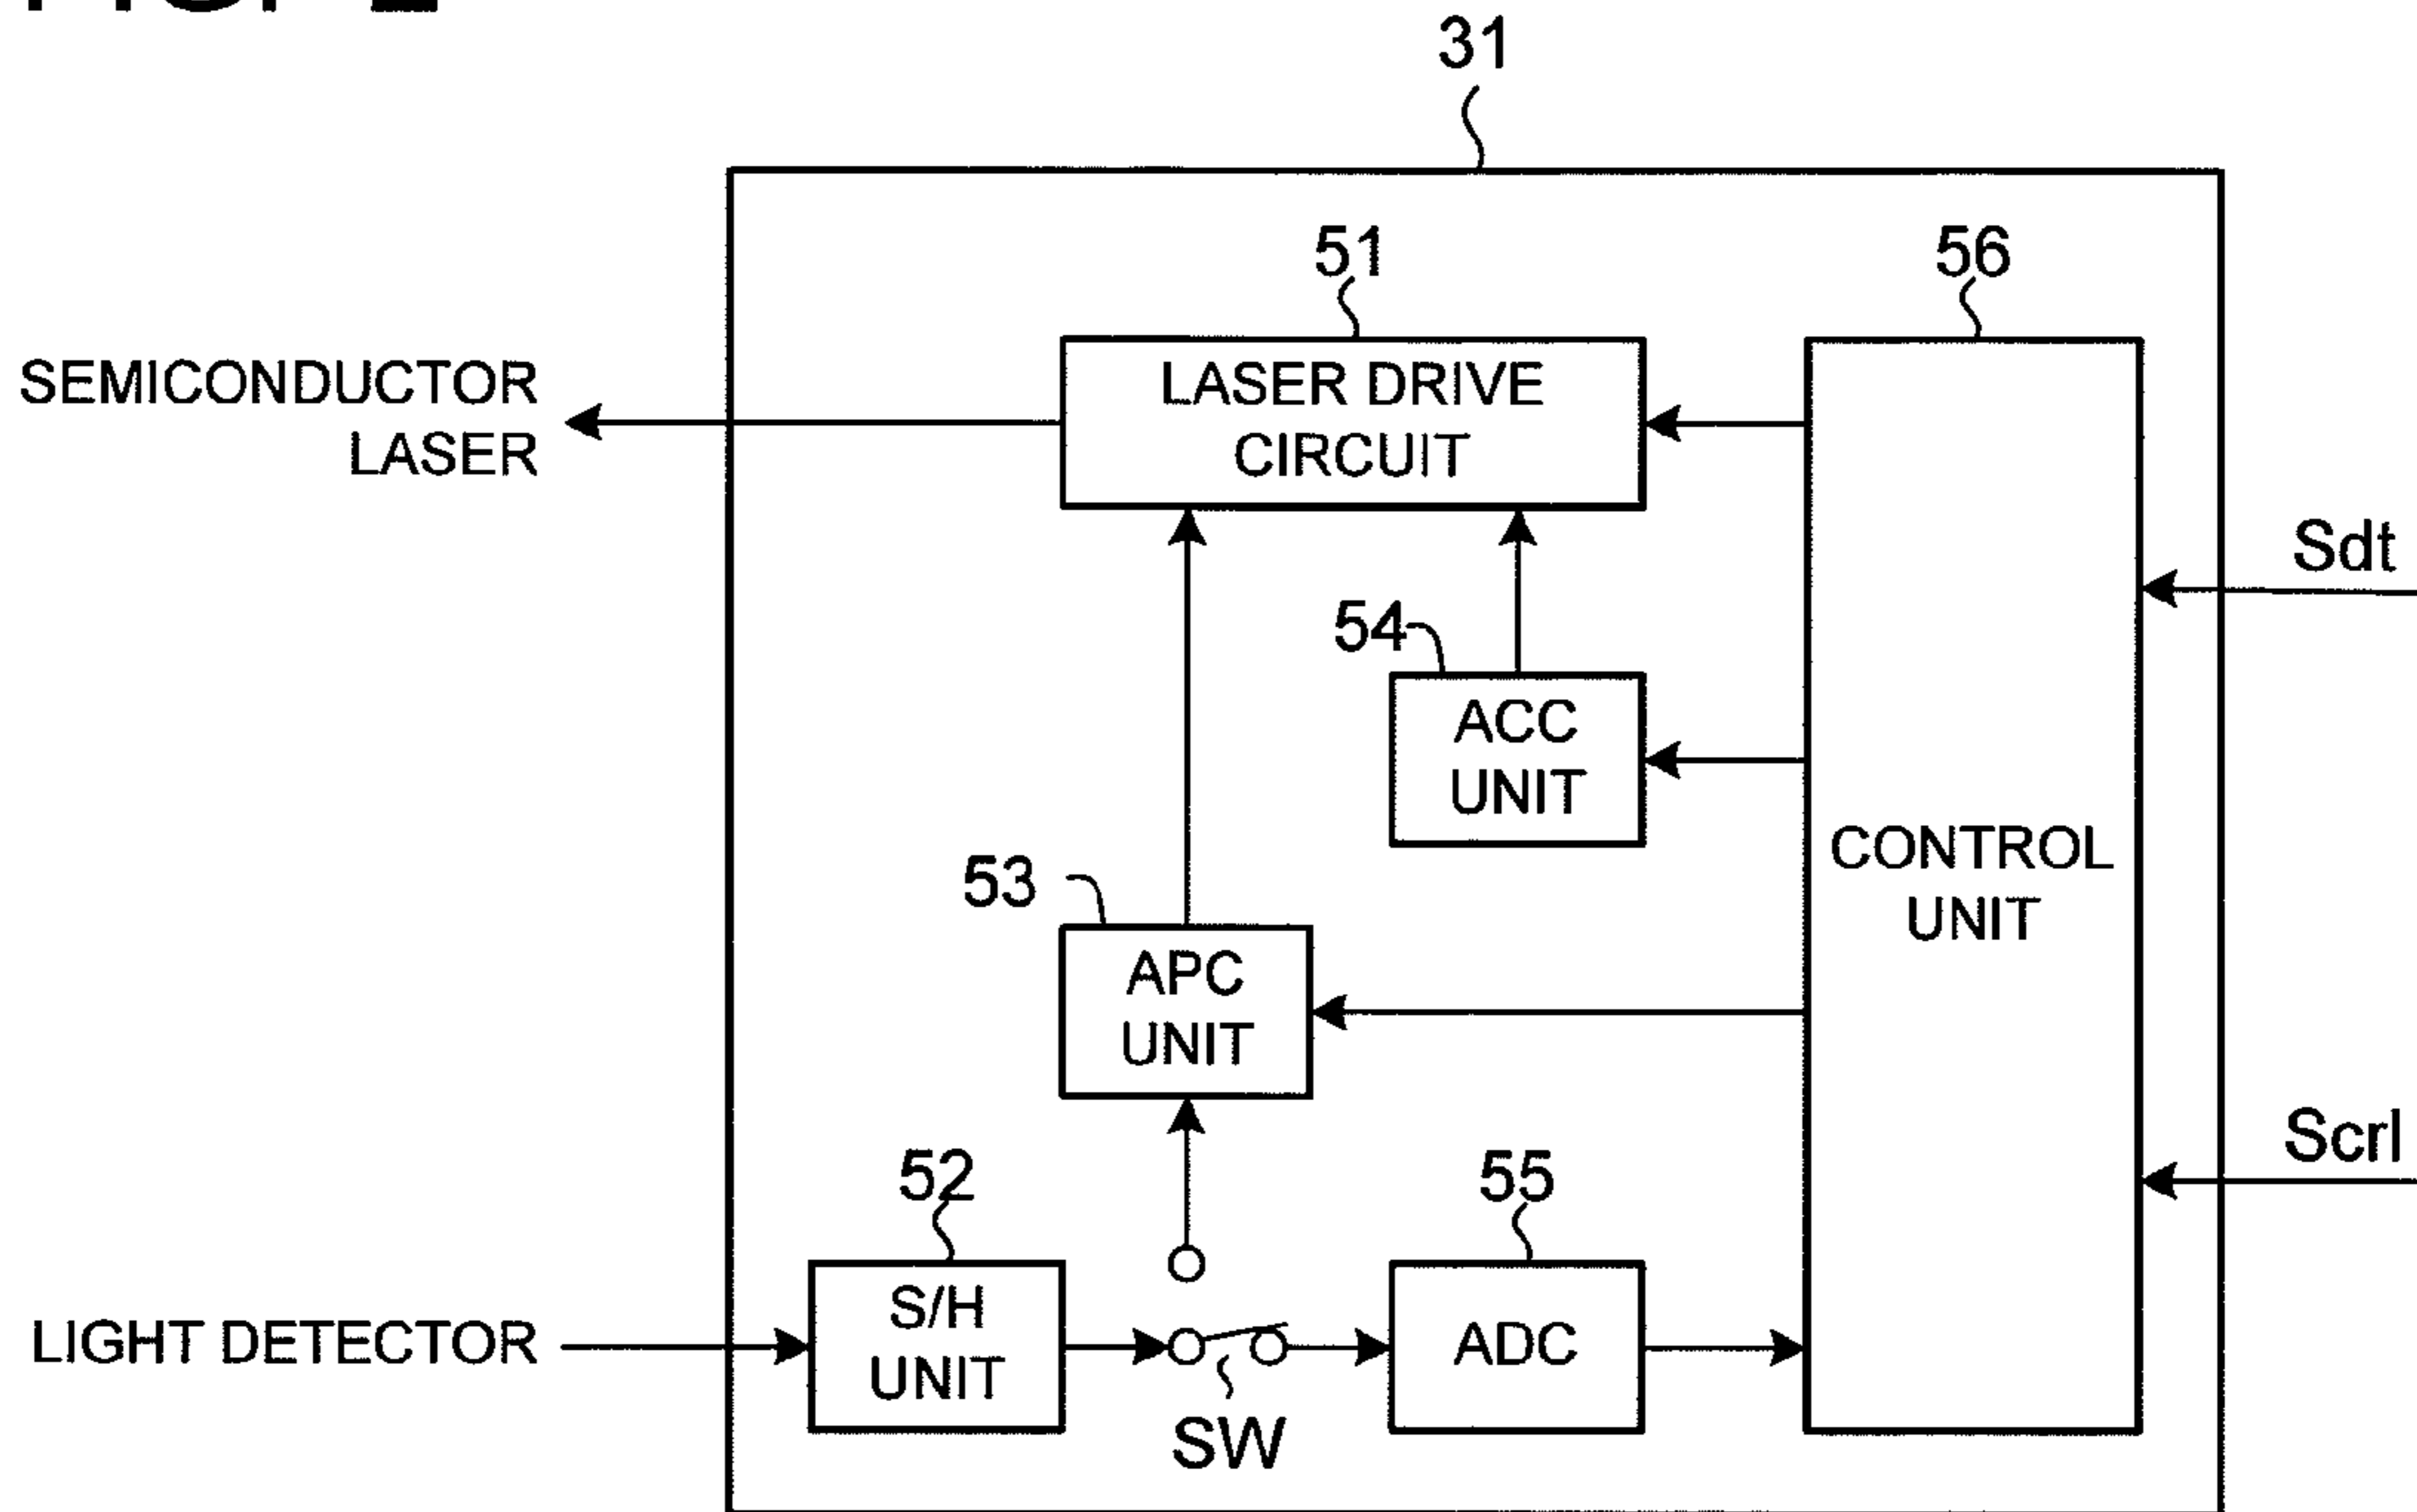 31
51
56
SEMICONDUCTOR
LASER
LASER DRIVE
CIRCUIT
Sdt
54
ACC
UNIT
CONTROL
UNIT
53
APC
UNIT
Scrl
52
55
LIGHT DETECTOR
S/H
UNIT
ADC
SW